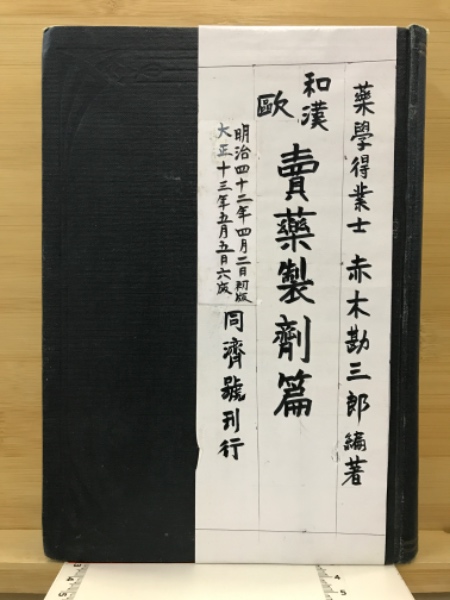 藥學得業士 赤木勘三郎 編著
和漢
歐
賣藥製劑篇
明治四十二年四月二日初版
大正十三年五月五日六版
同濟號刊行